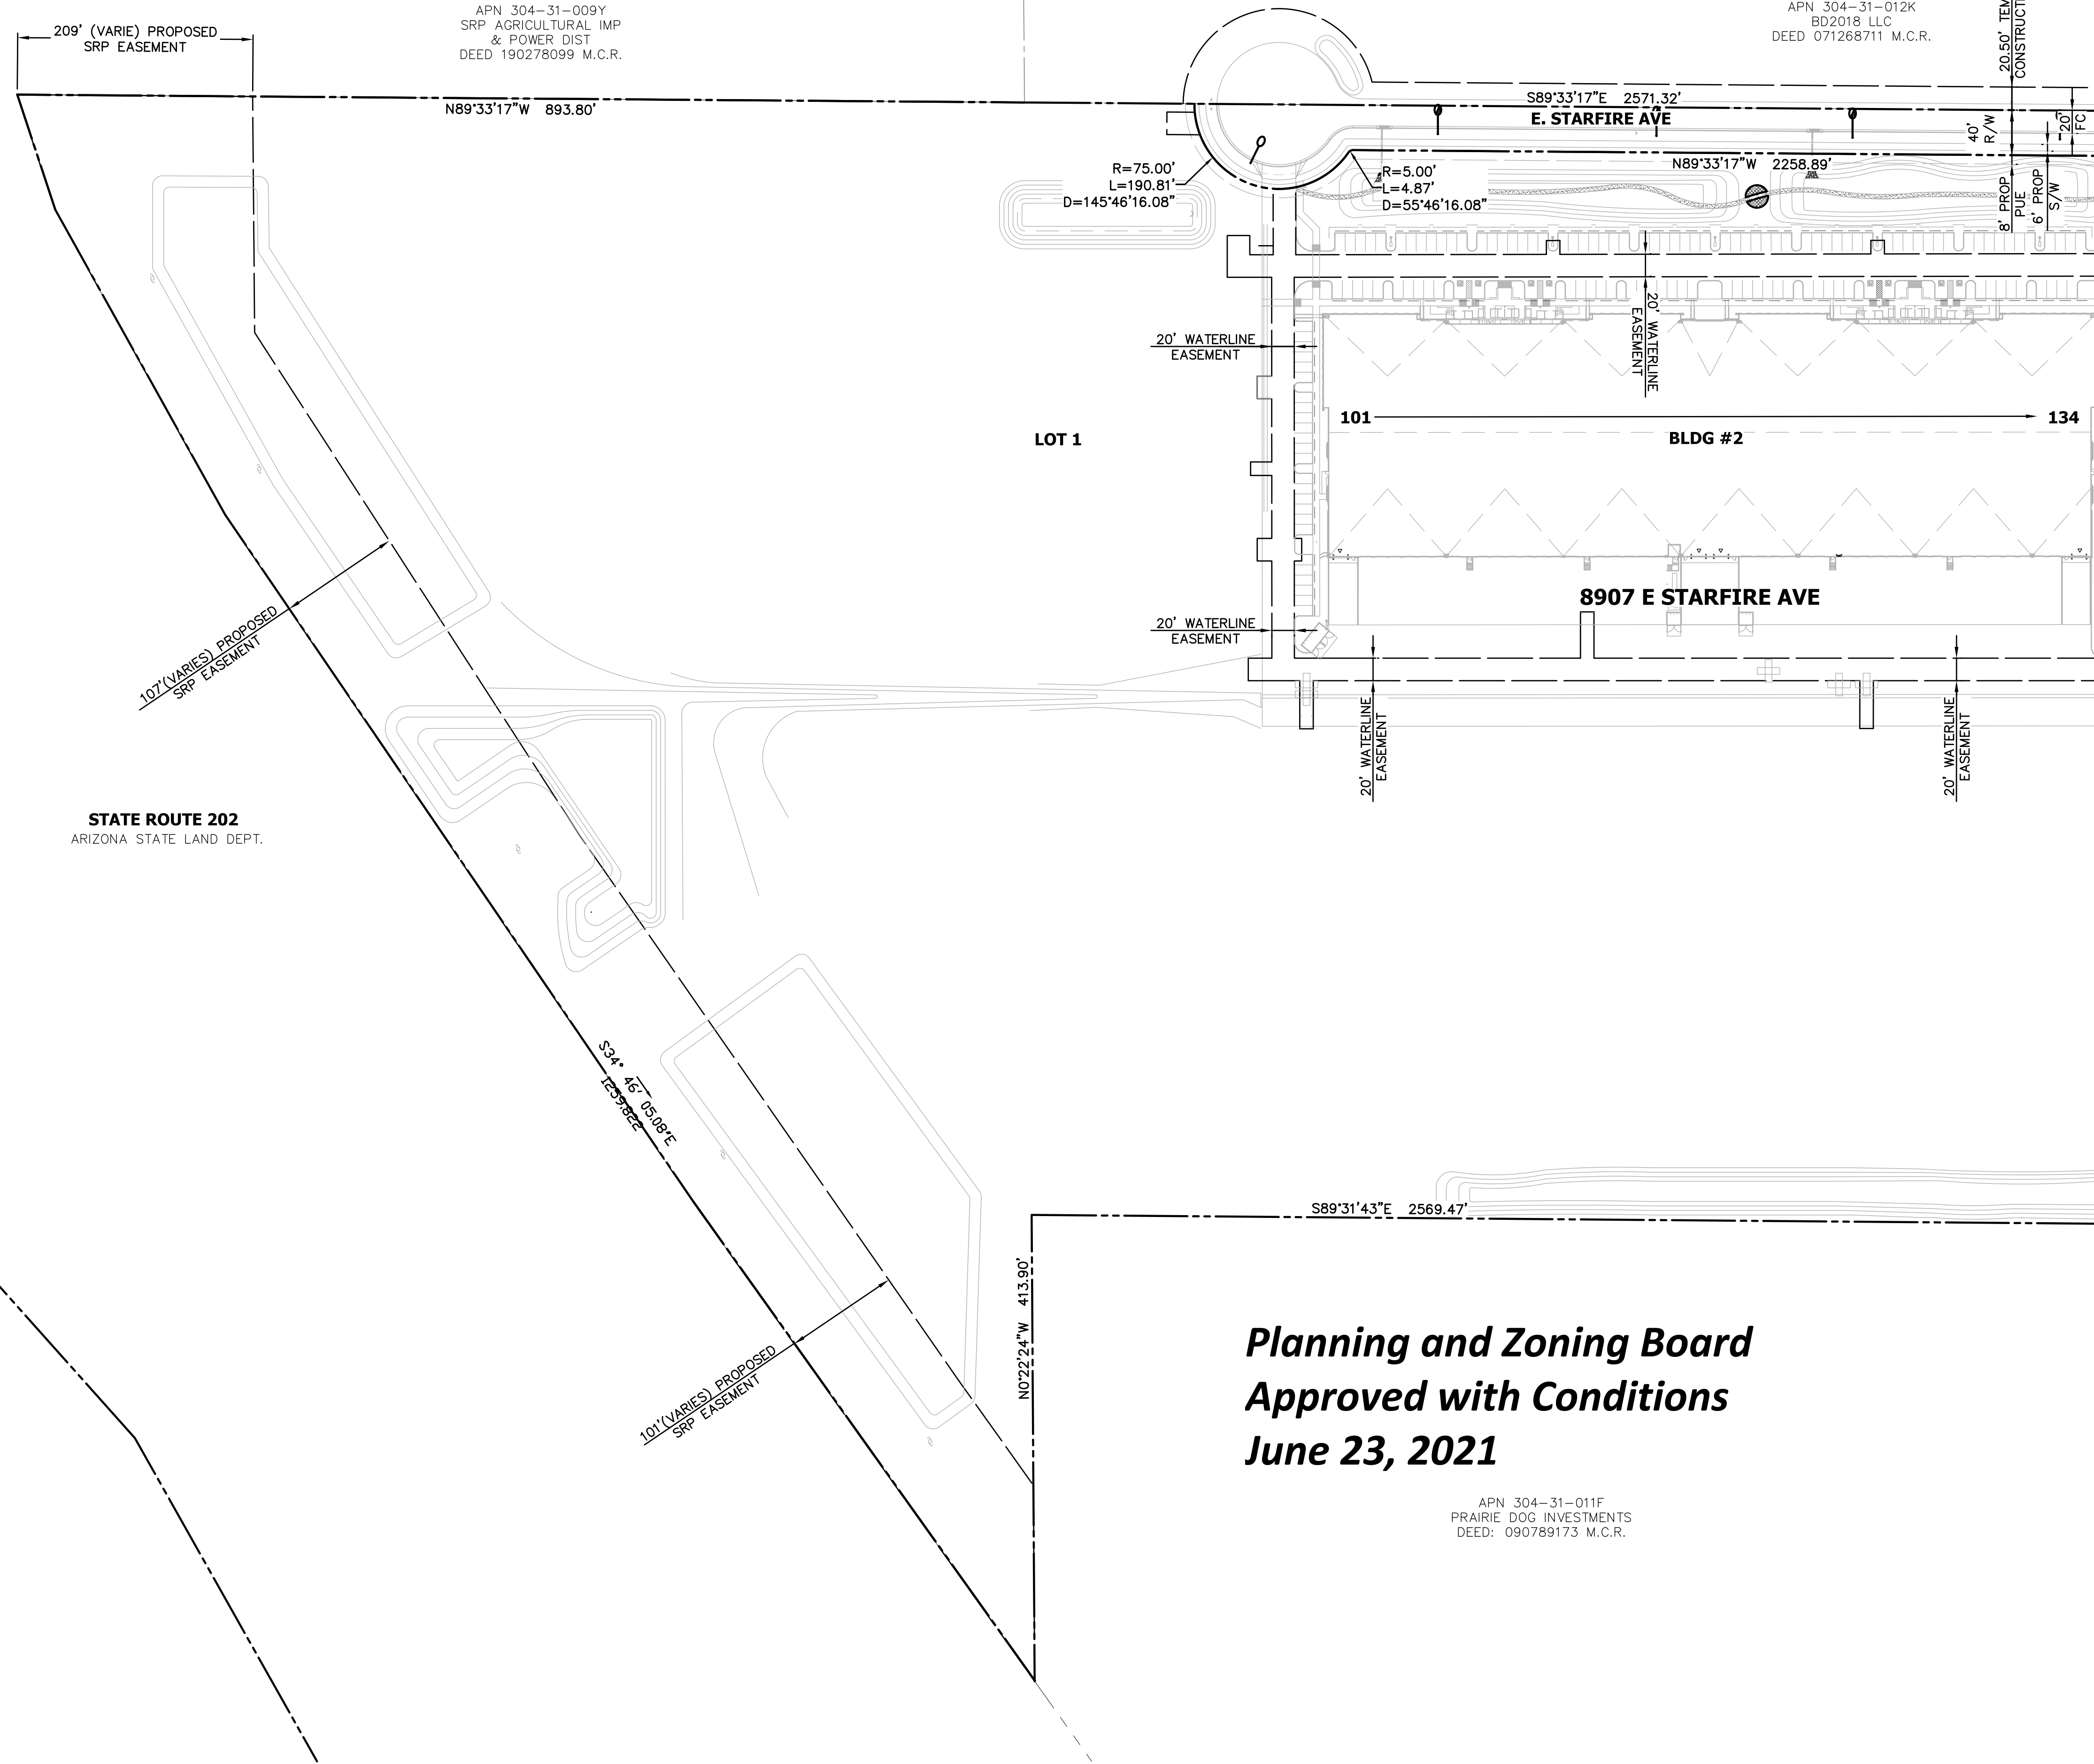 APN 304-31-009Y
SRP AGRICULTURAL IMP
& POWER DIST
DEED 190278099 M.C.R.
APN 304-31-012K
BD2018 LLC
DEED 071268711 M.C.R.
209' (VARIE) PROPOSED
SRP EASEMENT
20.50' TEM
CONSTRUCTI
N89°33'17"W 893.80'
S89°33'17"E 2571.32'
E. STARFIRE AVE
40'
R/W
20'
FC
N89°33'17"W 2258.89'
R=75.00'
L=190.81'
D=145°46'16.08"
R=5.00'
L=4.87'
D=55°46'16.08"
8' PROP
PUE
6' PROP
S/W
20' WATERLINE
EASEMENT
20' WATERLINE
EASEMENT
101
134
LOT 1
BLDG #2
8907 E STARFIRE AVE
107'(VARIES) PROPOSED
SRP EASEMENT
20' WATERLINE
EASEMENT
20' WATERLINE
EASEMENT
20' WATERLINE
EASEMENT
STATE ROUTE 202
ARIZONA STATE LAND DEPT.
S34° 46' 05.08"E
1259.822
S89°31'43"E 2569.47'
N0°22'24"W 413.90'
101'(VARIES) PROPOSED
SRP EASEMENT
Planning and Zoning Board
Approved with Conditions
June 23, 2021
APN 304-31-011F
PRAIRIE DOG INVESTMENTS
DEED: 090789173 M.C.R.